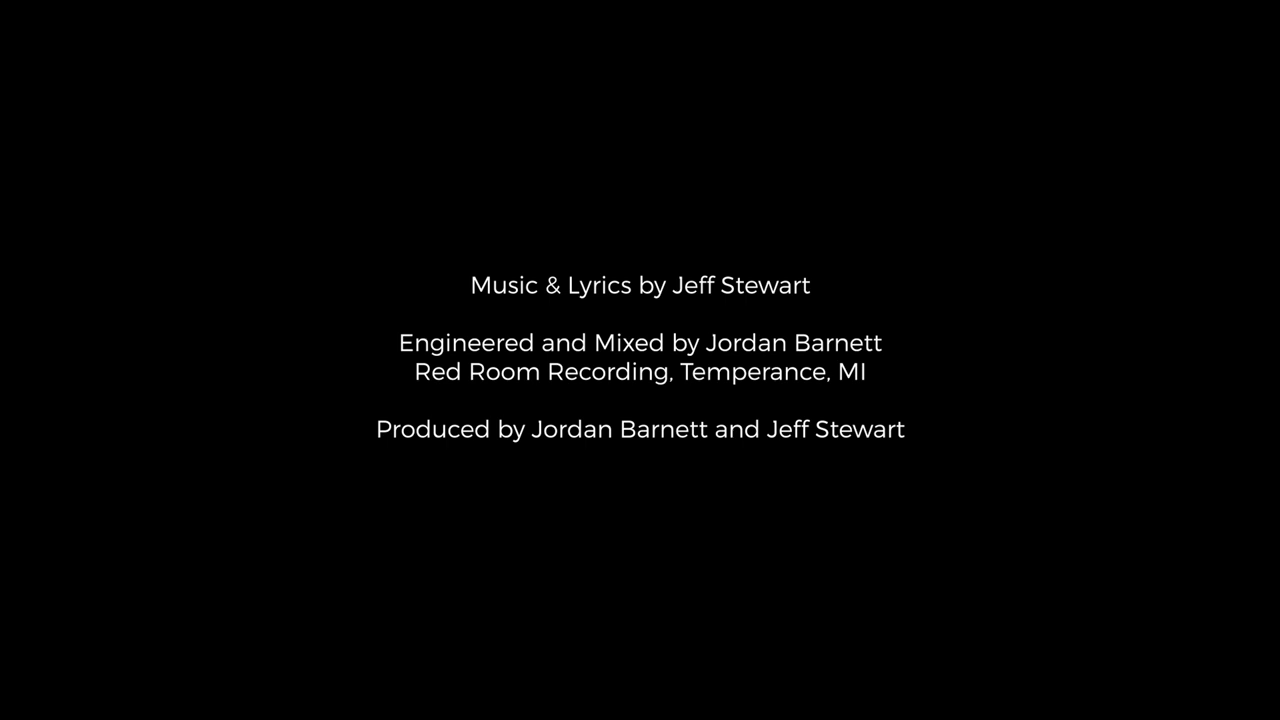 Music & Lyrics by Jeff Stewart
Engineered and Mixed by Jordan Barnett
Red Room Recording, Temperance, MI
Produced by Jordan Barnett and Jeff Stewart